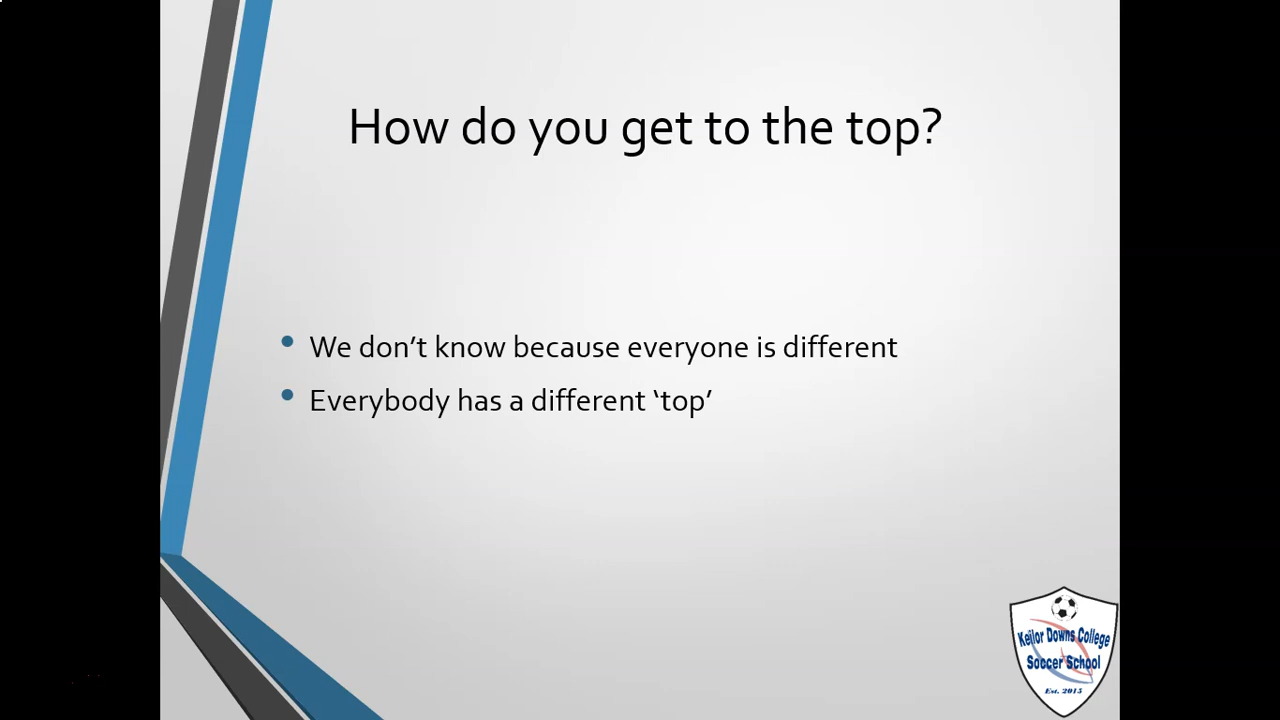 How do you get to the top?
We don’t know because everyone is different
Everybody has a different ‘top’
Keilor Downs College
Soccer School
Est. 2015